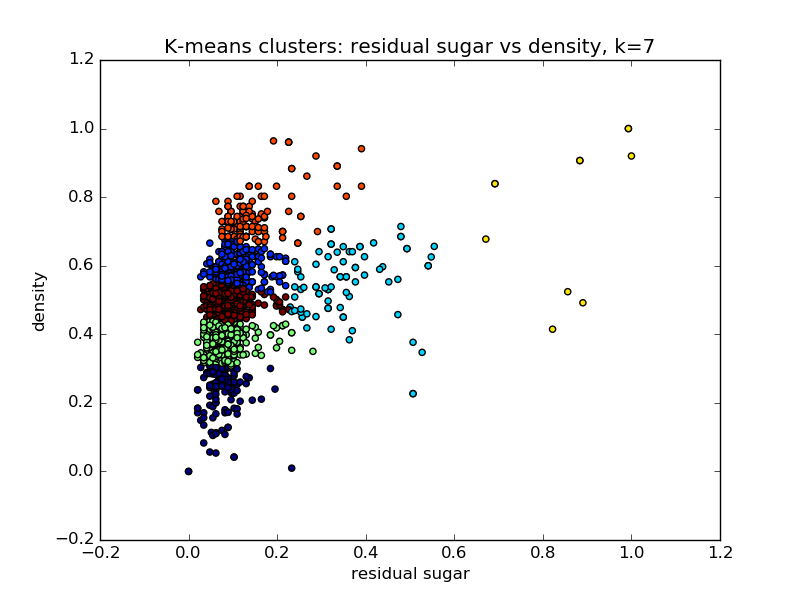 K-means clusters: residual sugar vs density, k=7
1.2
1.0
0.8
0.6
0.4
0.2
0.0
−0.2
density
−0.2 0.0 0.2 0.4 0.6 0.8 1.0 1.2
residual sugar